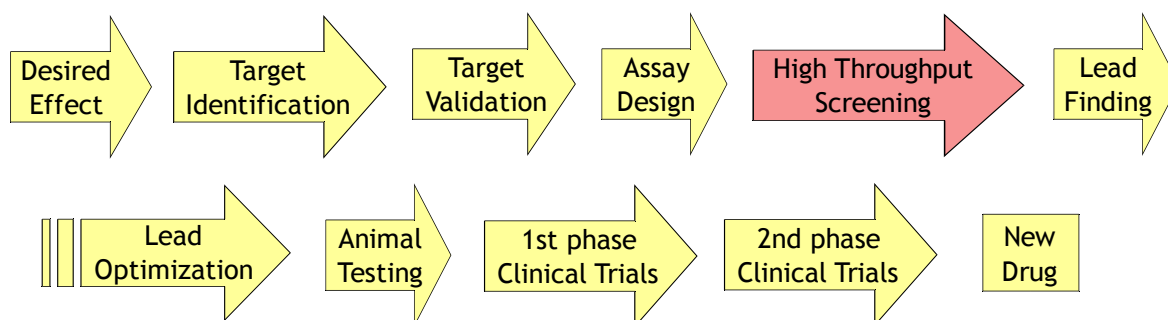 Desired
Effect
Target
Identification
Target
Validation
Assay
Design
High Throughput
Screening
Lead
Finding
Lead
Optimization
Animal
Testing
1st phase
Clinical Trials
2nd phase
Clinical Trials
New
Drug